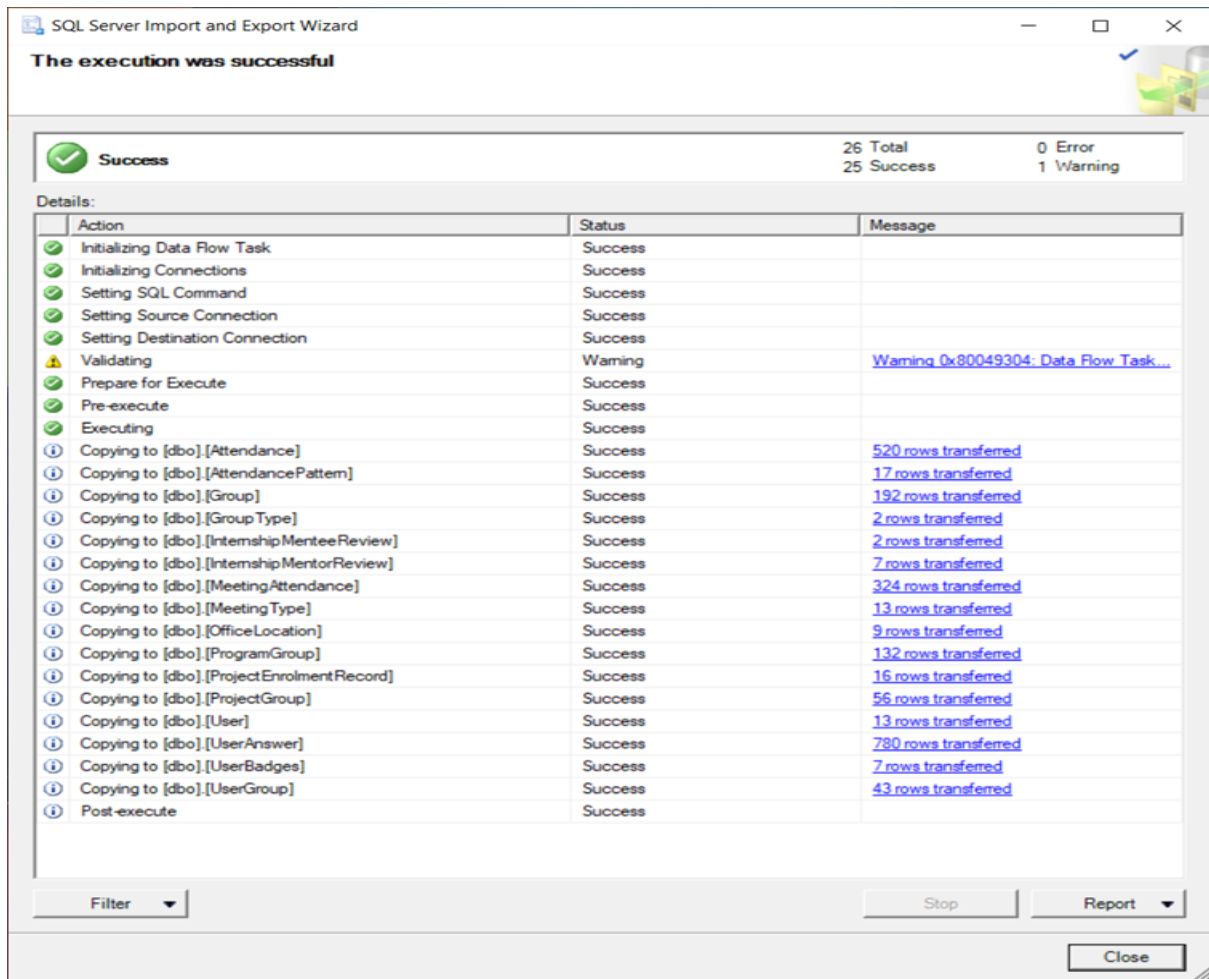 SQL Server Import and Export Wizard
The execution was successful
Success
26 Total 0 Error
25 Success 1 Warning
Details:
Action Status Message
Initializing Data Flow Task Success
Initializing Connections Success
Setting SQL Command Success
Setting Source Connection Success
Setting Destination Connection Success
Validating Warning Warning 0x80049304: Data Flow Task...
Prepare for Execute Success
Pre-execute Success
Executing Success
Copying to [dbo].[Attendance] Success 520 rows transferred
Copying to [dbo].[AttendancePattern] Success 17 rows transferred
Copying to [dbo].[Group] Success 192 rows transferred
Copying to [dbo].[GroupType] Success 2 rows transferred
Copying to [dbo].[InternshipMenteeReview] Success 2 rows transferred
Copying to [dbo].[InternshipMentorReview] Success 7 rows transferred
Copying to [dbo].[MeetingAttendance] Success 324 rows transferred
Copying to [dbo].[MeetingType] Success 13 rows transferred
Copying to [dbo].[OfficeLocation] Success 9 rows transferred
Copying to [dbo].[ProgramGroup] Success 132 rows transferred
Copying to [dbo].[ProjectEnrolmentRecord] Success 16 rows transferred
Copying to [dbo].[ProjectGroup] Success 56 rows transferred
Copying to [dbo].[User] Success 13 rows transferred
Copying to [dbo].[UserAnswer] Success 780 rows transferred
Copying to [dbo].[UserBadges] Success 7 rows transferred
Copying to [dbo].[UserGroup] Success 43 rows transferred
Post-execute Success
Filter Stop Report
Close